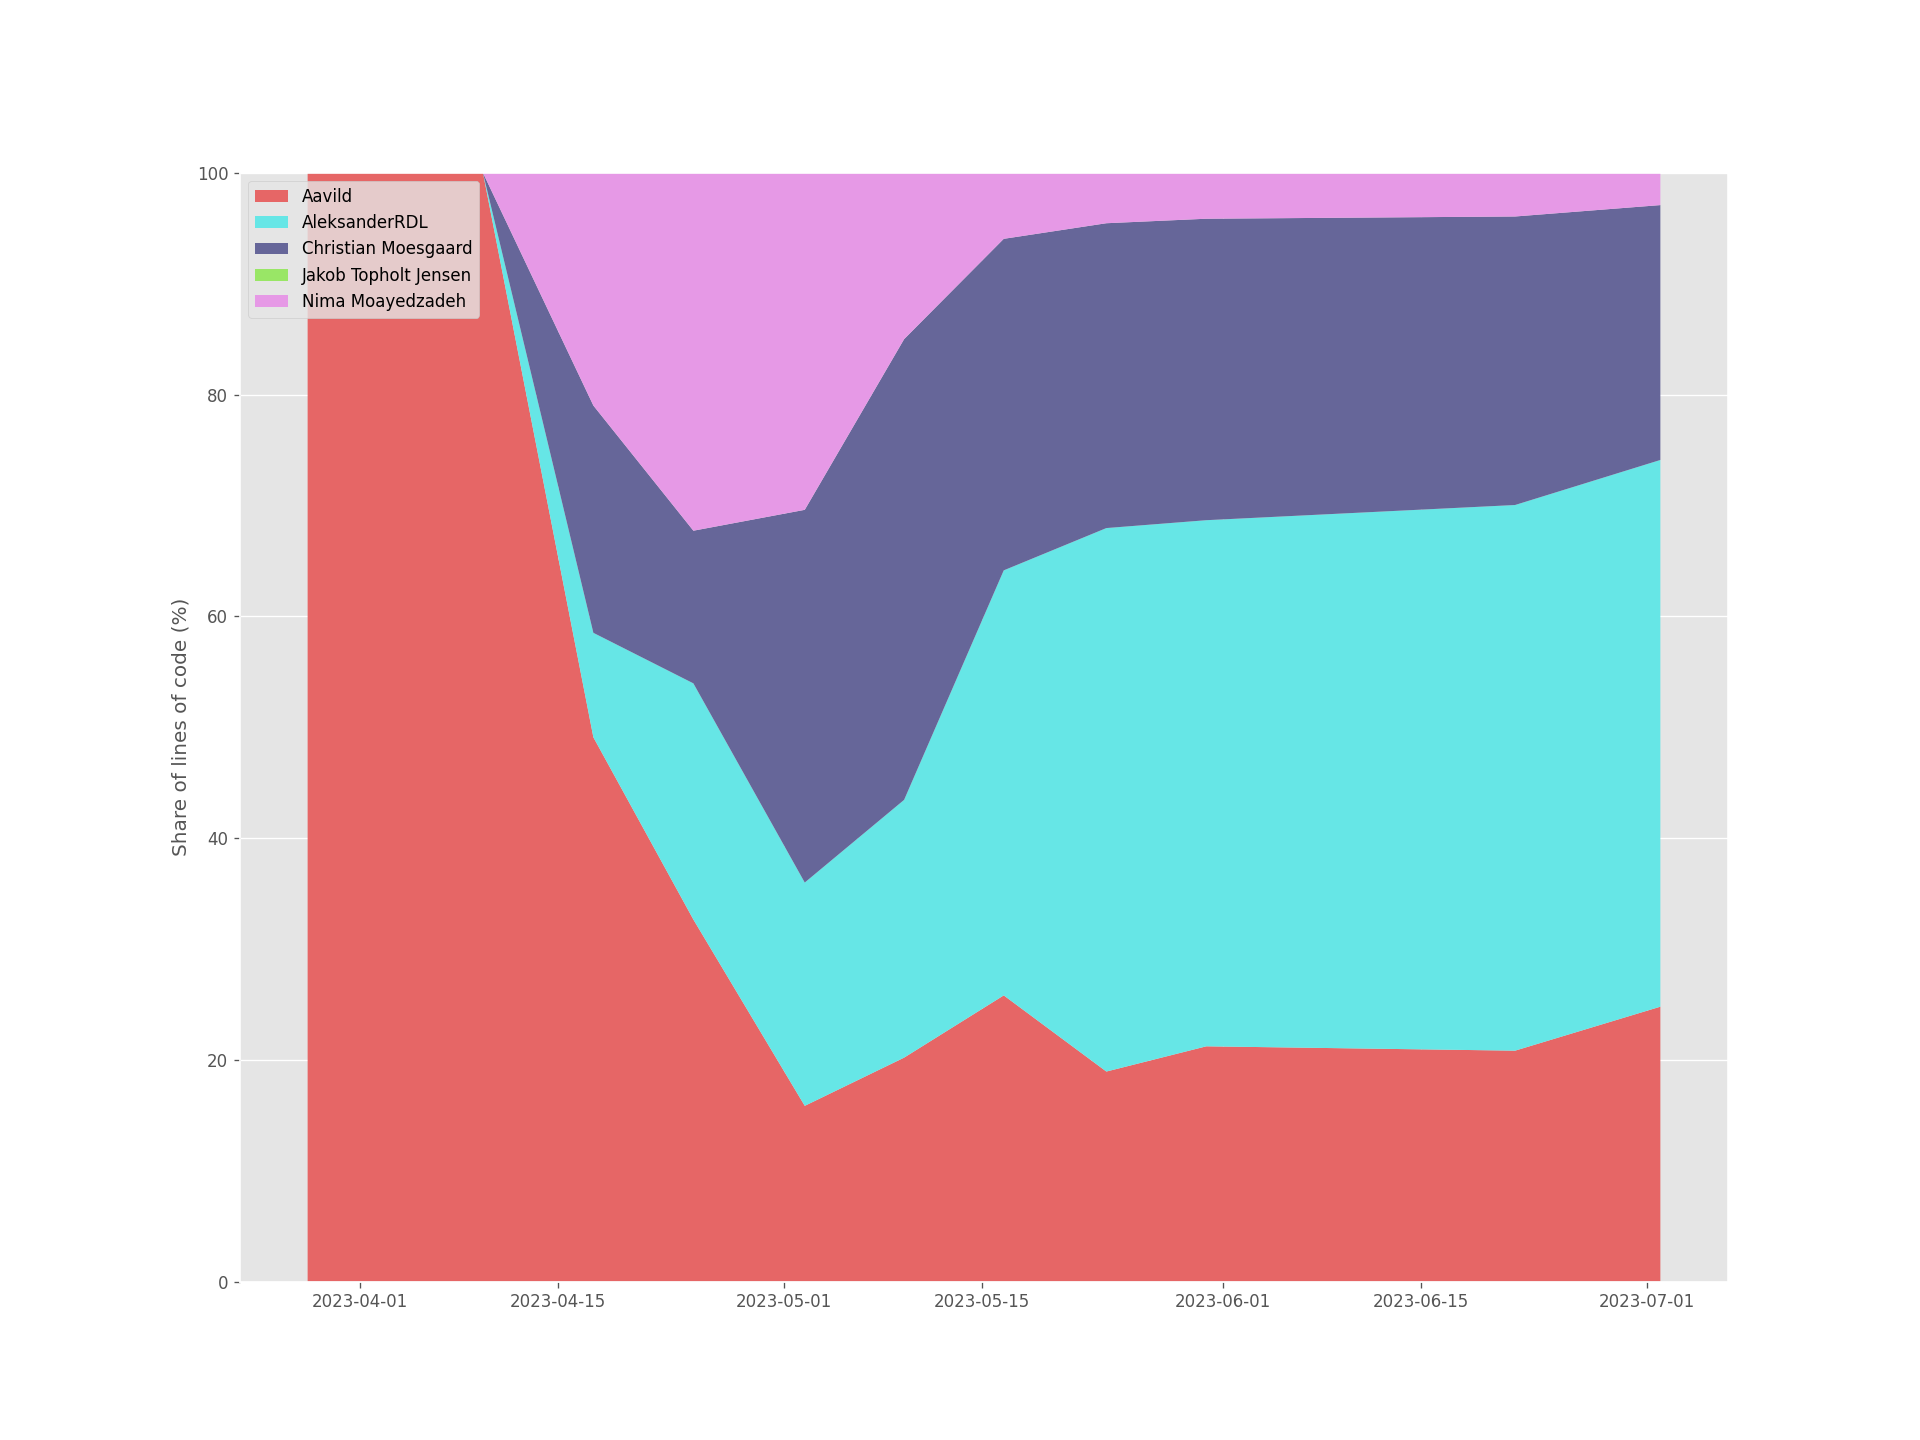 100
80
60
40
20
0
Share of lines of code (%)
Aavild
AleksanderRDL
Christian Moesgaard
Jakob Topholt Jensen
Nima Moayedzadeh
2023-04-01
2023-04-15
2023-05-01
2023-05-15
2023-06-01
2023-06-15
2023-07-01